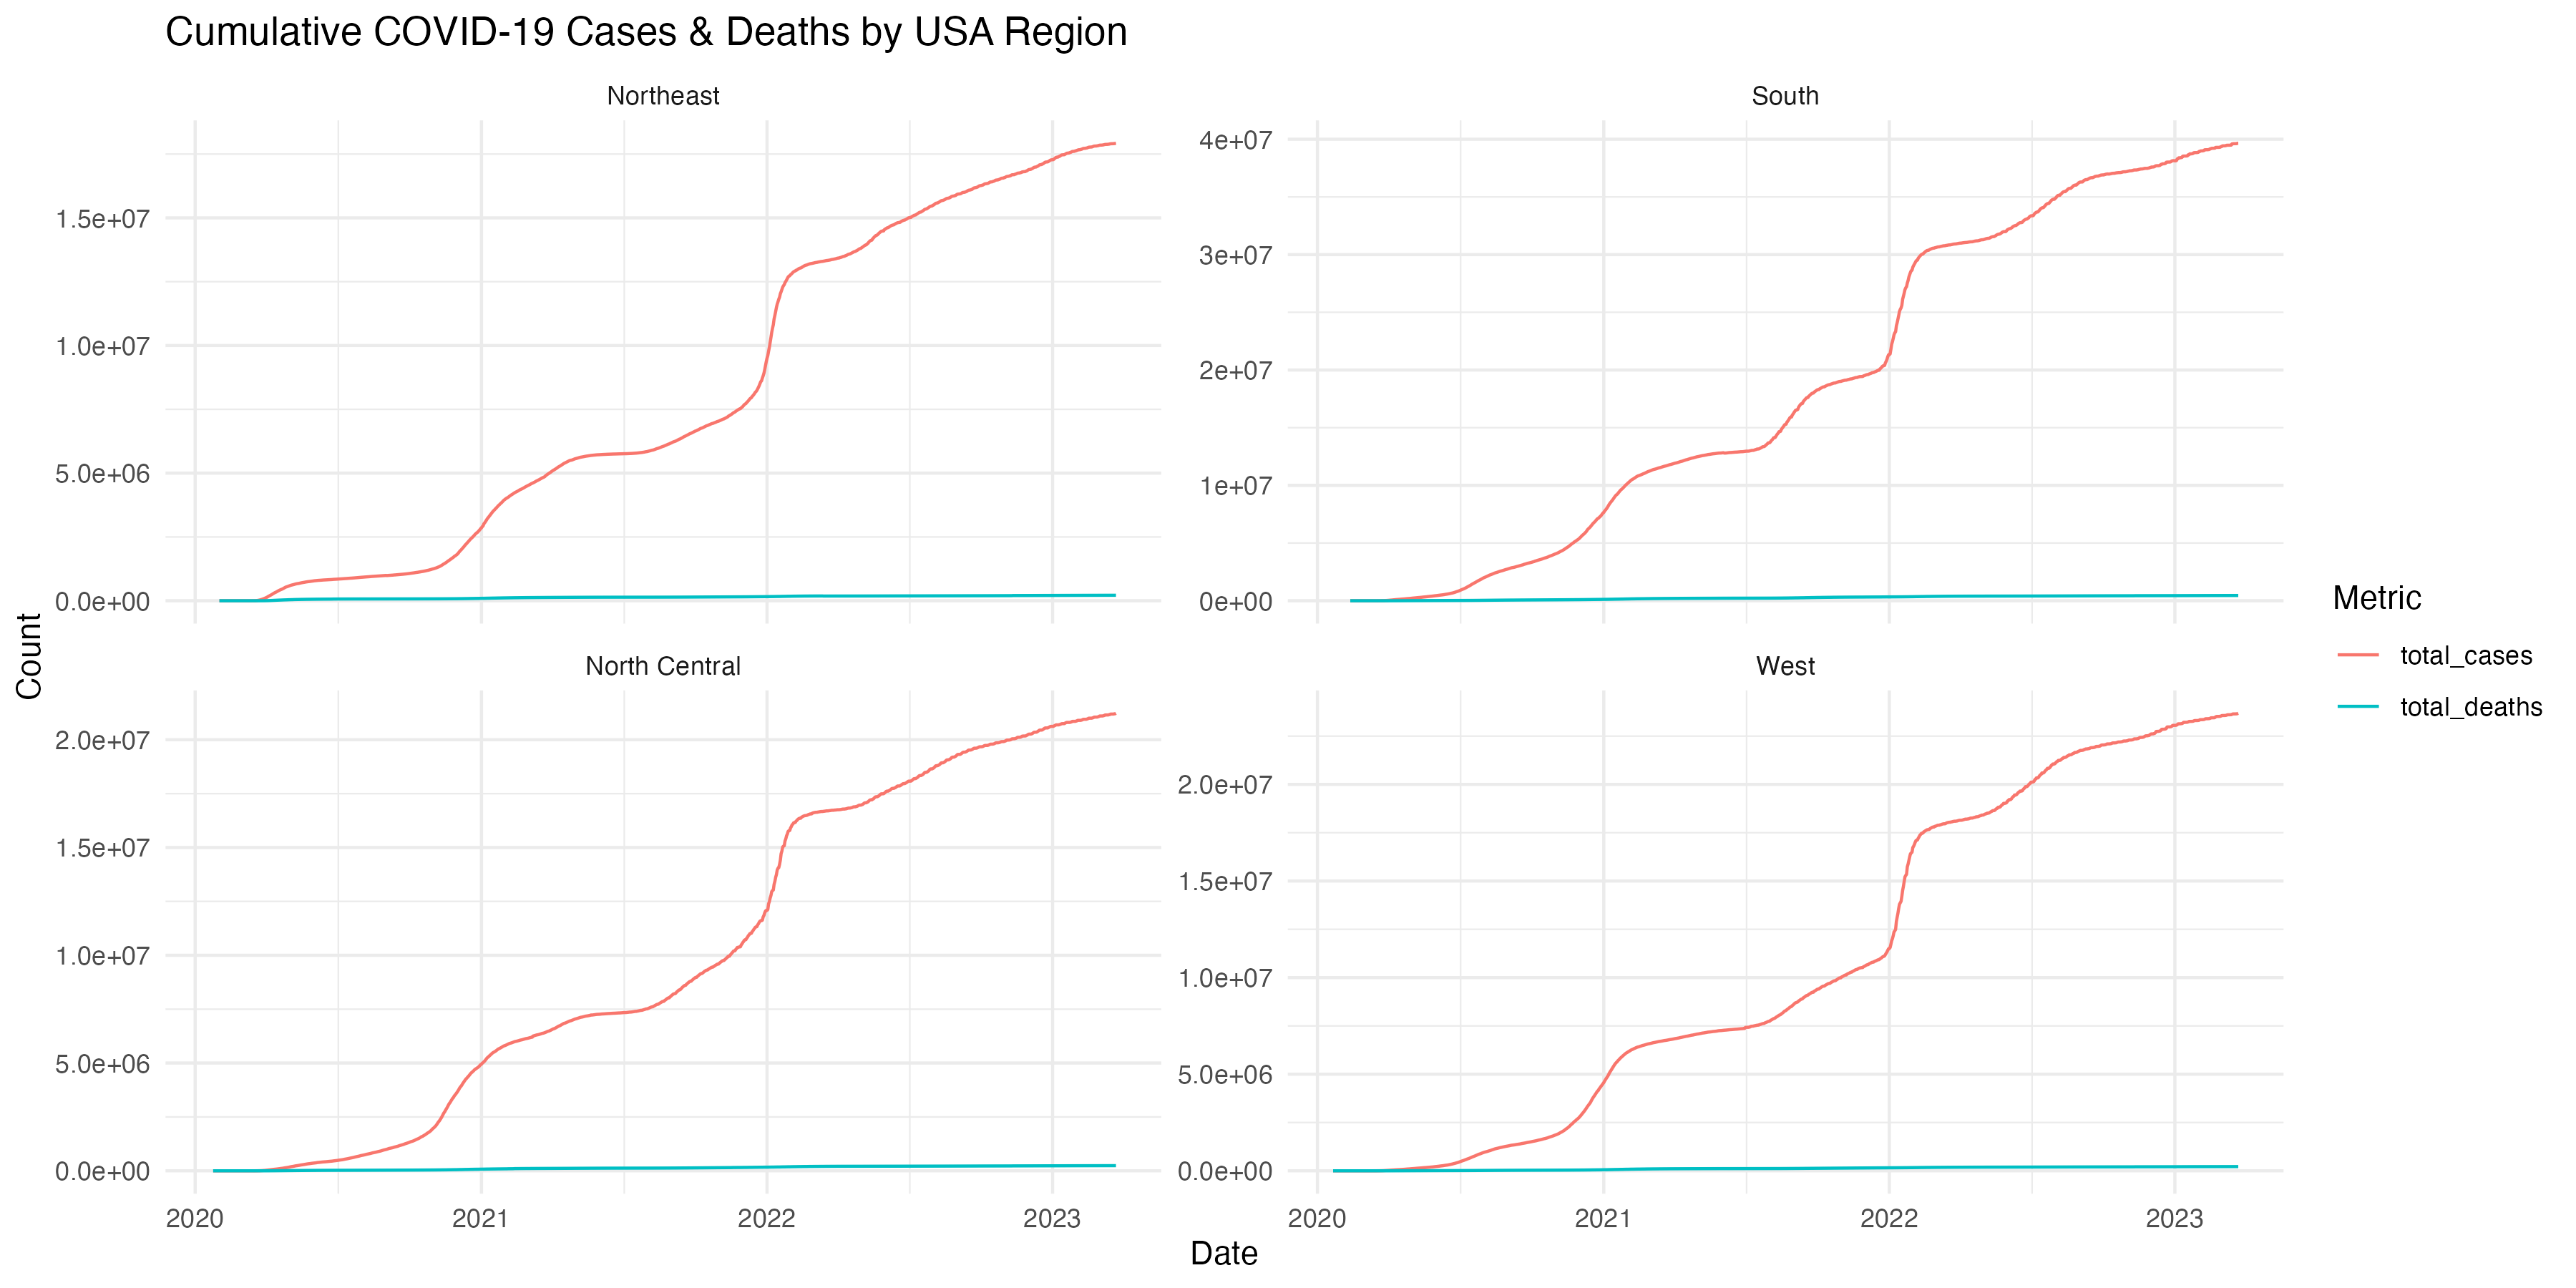 Cumulative COVID-19 Cases & Deaths by USA Region
Northeast
South
1.5e+07
1.0e+07
5.0e+06
0.0e+00
4e+07
3e+07
2e+07
1e+07
0e+00
North Central
West
2.0e+07
1.5e+07
1.0e+07
5.0e+06
0.0e+00
2.0e+07
1.5e+07
1.0e+07
5.0e+06
0.0e+00
2020
2021
2022
2023
2020
2021
2022
2023
Count
Date
Metric
total_cases
total_deaths